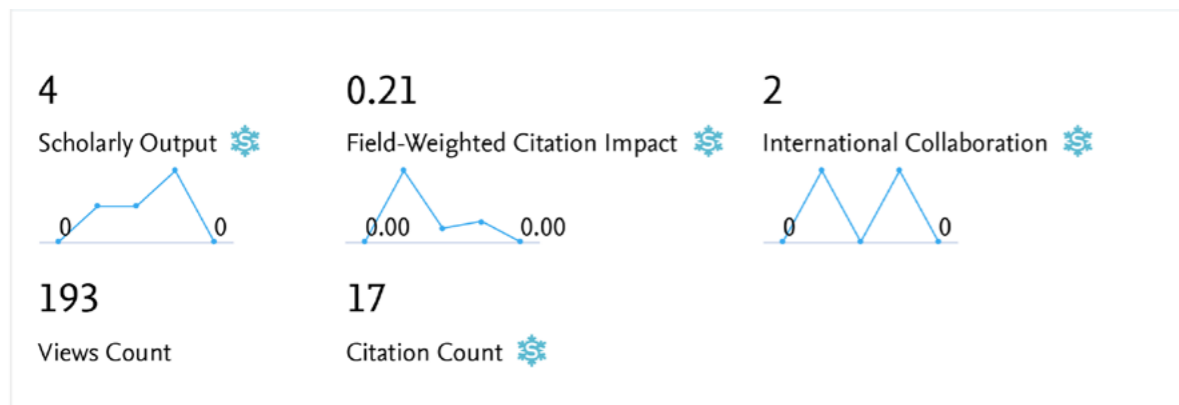 4
0.21
2
Scholarly Output
Field-Weighted Citation Impact
International Collaboration
0 0
0.00 0.00
0 0
193
17
Views Count
Citation Count